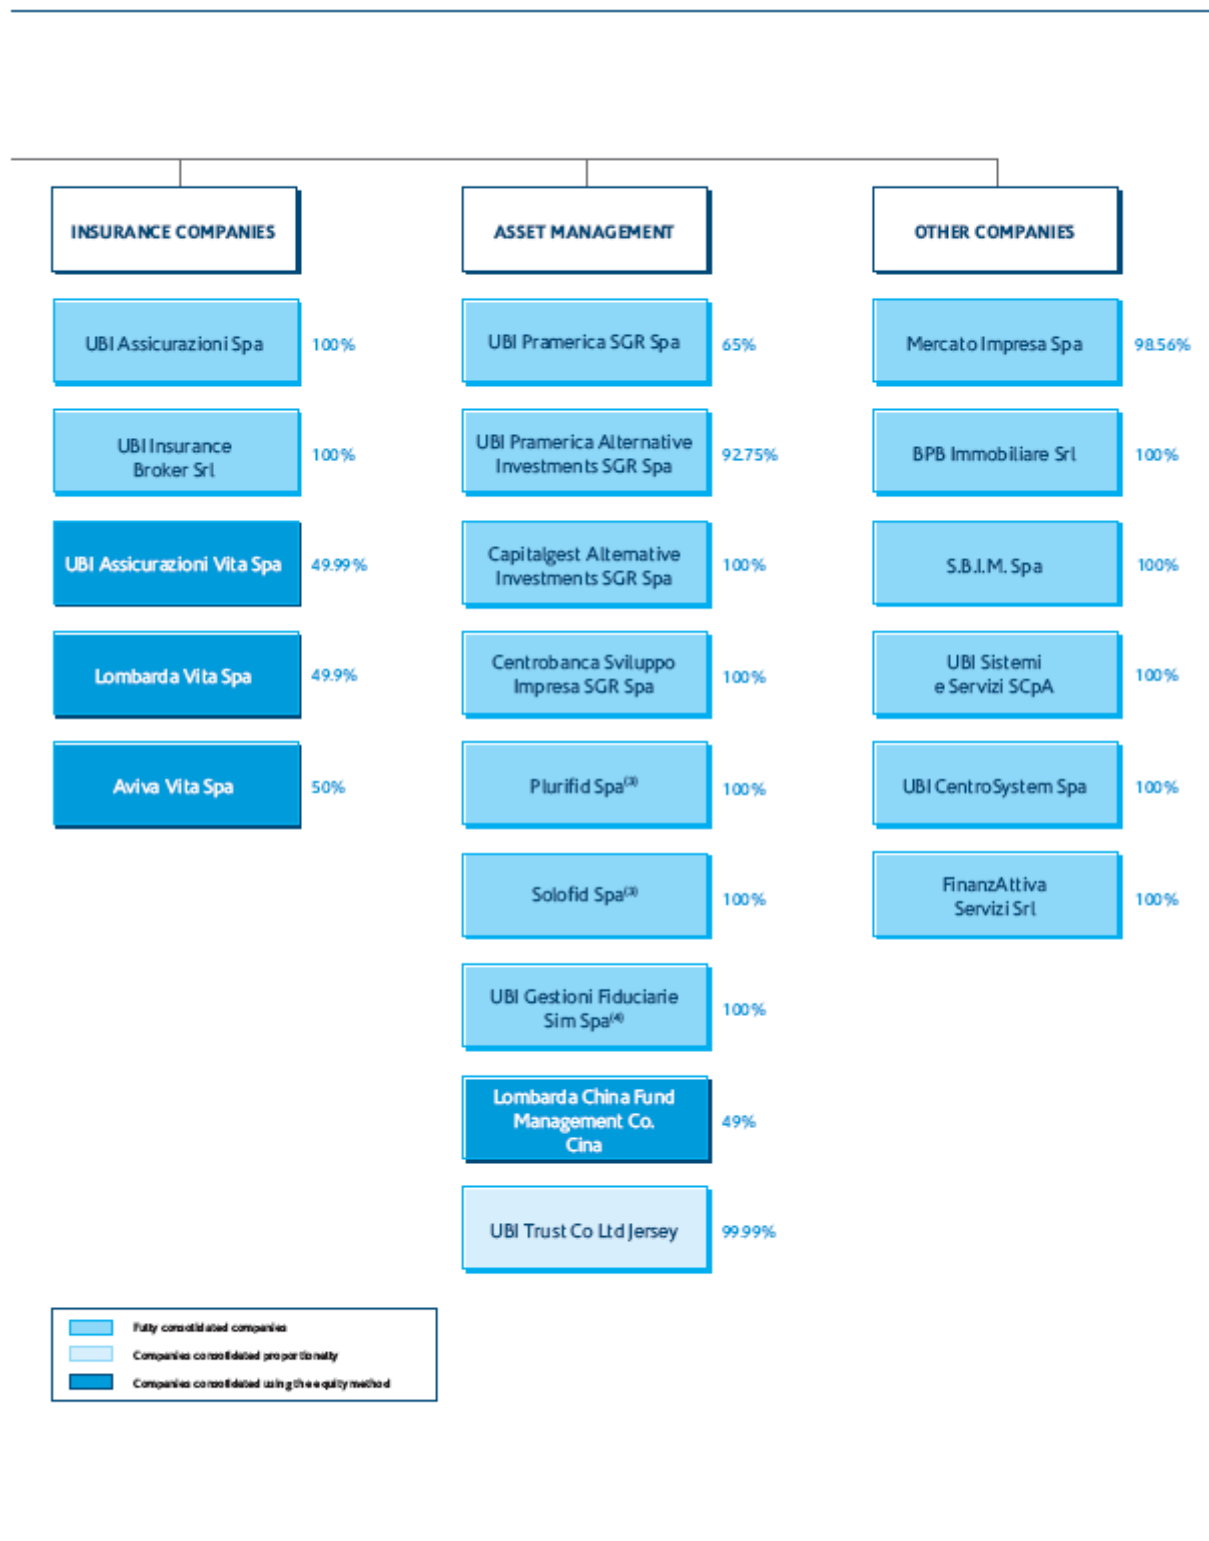 INSURANCE COMPANIES
UBI Assicurazioni Spa
100%
UBI Insurance
Broker Srl
100%
UBI Assicurazioni Vita Spa
49.99%
Lombarda Vita Spa
49.9%
Aviva Vita Spa
50%
ASSET MANAGEMENT
UBI Pramerica SGR Spa
65%
UBI Pramerica Alternative
Investments SGR Spa
92.75%
Capitalgest Alternative
Investments SGR Spa
100%
Centrobanca Sviluppo
Impresa SGR Spa
100%
Plurifid Spa(3)
100%
Solofid Spa(3)
100%
UBI Gestioni Fiduciarie
Sim Spa(4)
100%
Lombarda China Fund
Management Co.
Cina
49%
UBI Trust Co Ltd Jersey
99.99%
OTHER COMPANIES
Mercato Impresa Spa
98.56%
BPB Immobiliare Srl
100%
S.B.I.M. Spa
100%
UBI Sistemi
e Servizi SCpA
100%
UBI CentroSystem Spa
100%
FinanzAttiva
Servizi Srl
100%
Fully consolidated companies
Companies consolidated proportionally
Companies consolidated using the equity method